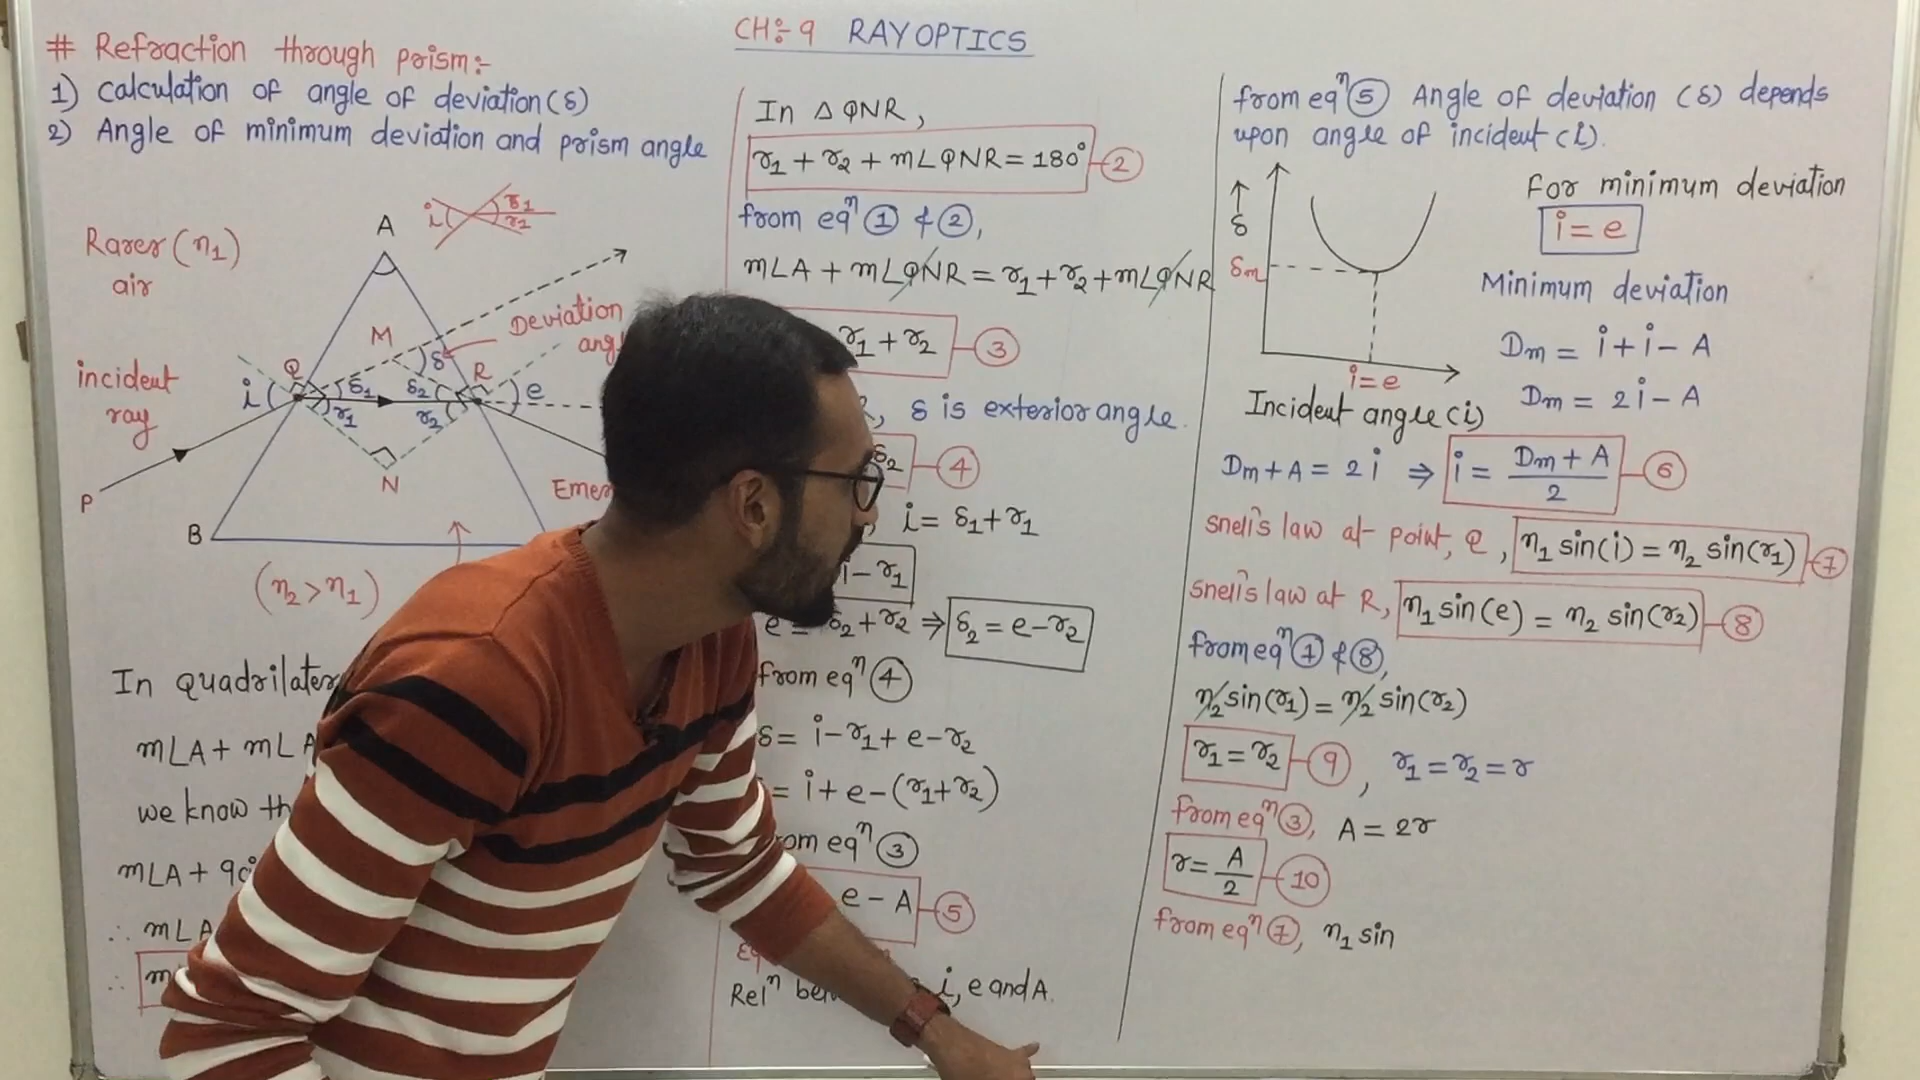 CH:- 9 RAY OPTICS
# Refraction through prism:-
1) calculation of angle of deviation (δ)
2) Angle of minimum deviation and prism angle
i δ1
r2
A
Rarer (n1)
air
M
Deviation
δ
incident
ray
Q R
i δ1 δ2 e
r1 r2
N
P
B
(n2 > n1)
In
m∠A + m∠A
we know
m∠A + 90°
∴ m∠A
∴ m
In Δ QNR,
r1 + r2 + m∠QNR = 180° 2
from eqⁿ 1 & 2,
m∠A + m∠QNR = r1 + r2 + m∠QNR
r1 + r2 3
, δ is exterior angle.
δ2 4
, i = δ1 + r1
i - r1
e = δ2 + r2 ⇒ δ2 = e - r2
from eqⁿ 4
δ = i - r1 + e - r2
= i + e - (r1 + r2)
from eqⁿ 3
e - A 5
Relⁿ i, e and A.
from eqⁿ 5 Angle of deviation (δ) depends
upon angle of incident (i).
↑
δ
δm
i = e
Incident angle (i)
For minimum deviation
i = e
Minimum deviation
Dm = i + i - A
Dm = 2i - A
Dm + A = 2i ⇒ i = Dm + A / 2 6
snell's law at point, Q, n1 sin(i) = n2 sin(r1) 7
snell's law at R, n1 sin(e) = n2 sin(r2) 8
from eqⁿ 7 & 8,
n2 sin(r1) = n2 sin(r2)
r1 = r2 9 , r1 = r2 = r
from eqⁿ 3, A = 2r
r = A / 2 10
from eqⁿ 7, n1 sin